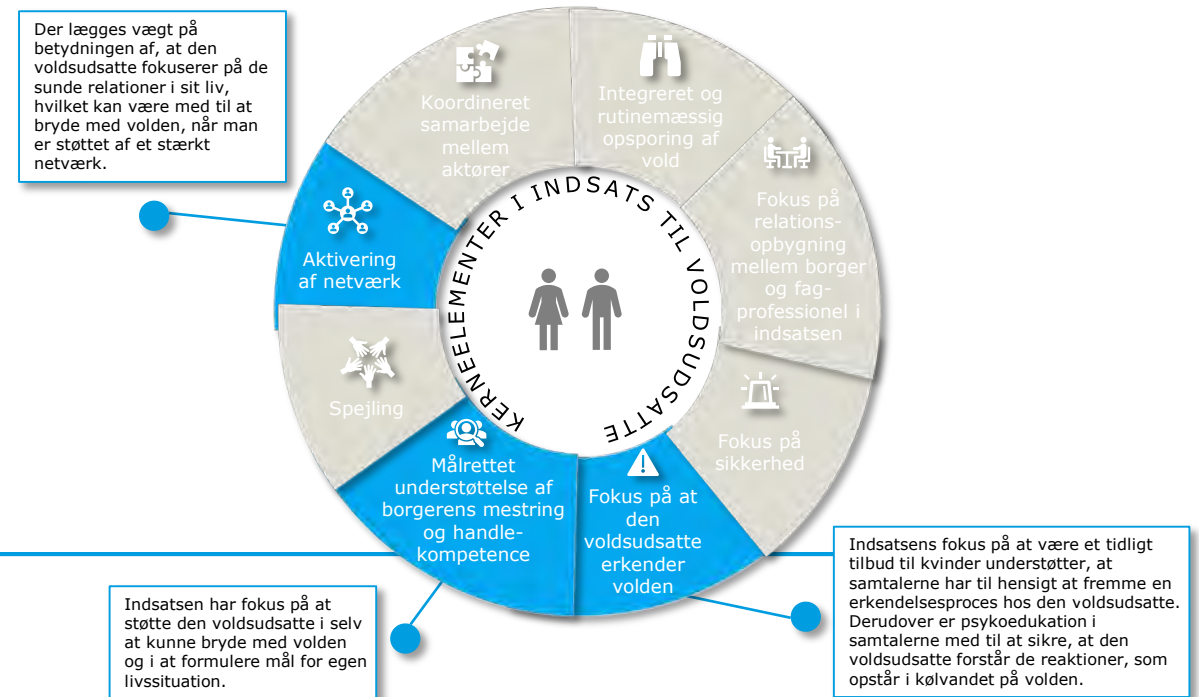 Der lægges vægt på
betydningen af, at den
voldsudsatte fokuserer på de
sunde relationer i sit liv,
hvilket kan være med til at
bryde med volden, når man
er støttet af et stærkt
netværk.
Koordineret
samarbejde
mellem
aktører
Integreret og
rutinemæssig
opsporing af
vold
Fokus på
relations-
opbygning
mellem borger
og fag-
professionel i
indsatsen
Aktivering
af netværk
KERNEELEMENTER I INDSATS TIL VOLDSUDSATTE
Spejling
Fokus på
sikkerhed
Målrettet
understøttelse af
borgerens mestring
og handle-
kompetence
Fokus på at
den
voldsudsatte
erkender
volden
Indsatsen har fokus på at
støtte den voldsudsatte i selv
at kunne bryde med volden
og i at formulere mål for egen
livssituation.
Indsatsens fokus på at være et tidligt
tilbud til kvinder understøtter, at
samtalerne har til hensigt at fremme en
erkendelsesproces hos den voldsudsatte.
Derudover er psykoedukation i
samtalerne med til at sikre, at den
voldsudsatte forstår de reaktioner, som
opstår i kølvandet på volden.